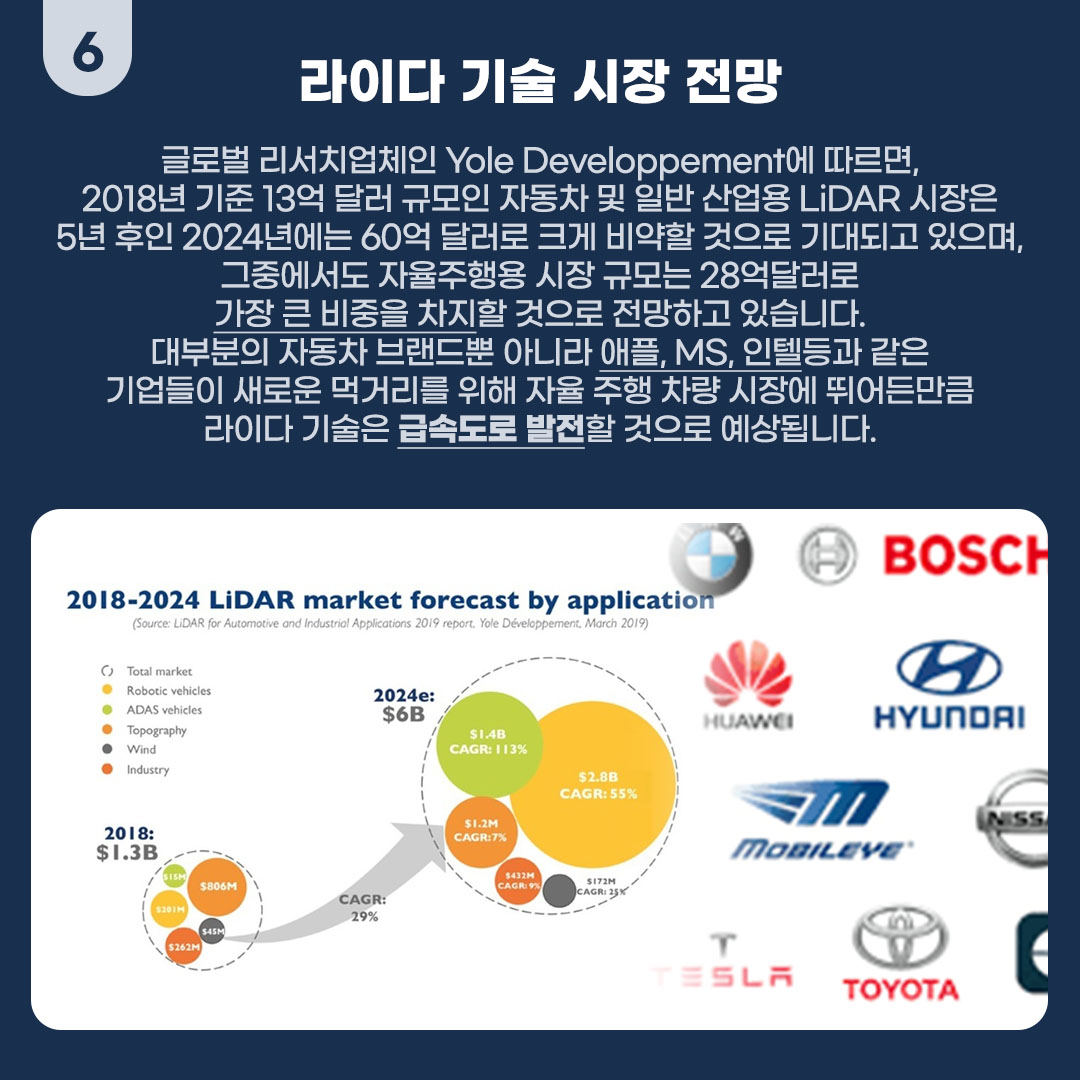 6
라이다 기술 시장 전망
글로벌 리서치업체인 Yole Developpement에 따르면,
2018년 기준 13억 달러 규모인 자동차 및 일반 산업용 LiDAR 시장은
5년 후인 2024년에는 60억 달러로 크게 비약할 것으로 기대되고 있으며,
그중에서도 자율주행용 시장 규모는 28억달러로
가장 큰 비중을 차지할 것으로 전망하고 있습니다.
대부분의 자동차 브랜드뿐 아니라 애플, MS, 인텔등과 같은
기업들이 새로운 먹거리를 위해 자율 주행 차량 시장에 뛰어든만큼
라이다 기술은 급속도로 발전할 것으로 예상됩니다.
2018-2024 LiDAR market forecast by application
(Source: LiDAR for Automotive and Industrial Applications 2019 report, Yole Développement, March 2019)
Total market
Robotic vehicles
ADAS vehicles
Topography
Wind
Industry
2018:
$1.3B
$15M
$806M
$201M
$45M
$262M
CAGR:
29%
2024e:
$6B
$1.4B
CAGR: 113%
$2.8B
CAGR: 55%
$1.2M
CAGR:7%
$432M
CAGR: 9%
$172M
CAGR: 25%
BOSCH
HUAWEI
HYUNDAI
MOBILEYE
NISS
TESLA
TOYOTA